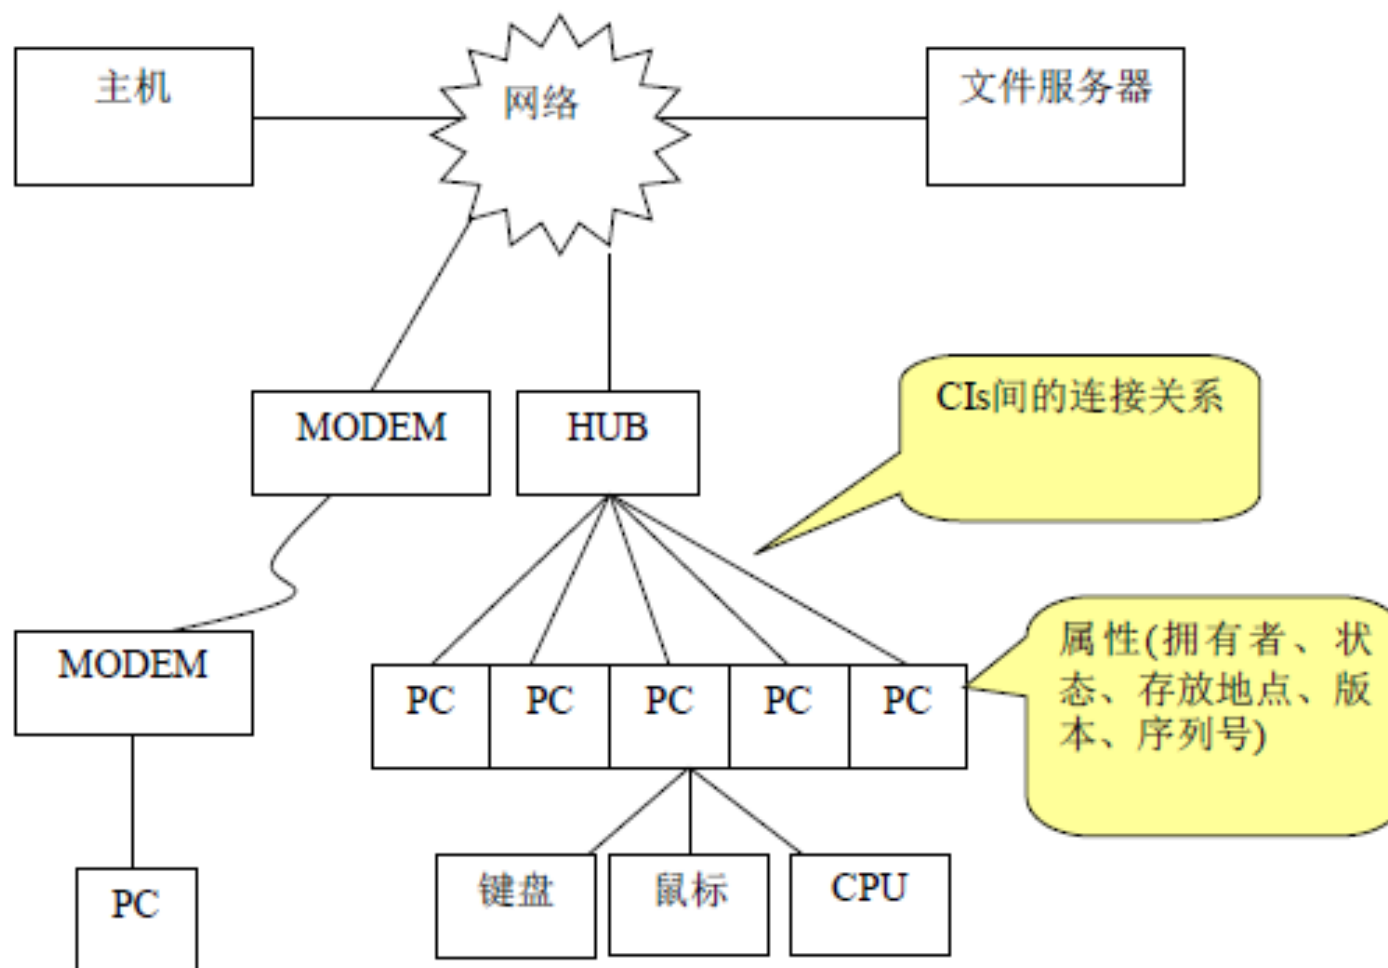 主机
网络
文件服务器
MODEM
HUB
CIs间的连接关系
MODEM
属性(拥有者、状
态、存放地点、版
本、序列号)
PC
PC
PC
PC
PC
键盘
鼠标
CPU
PC